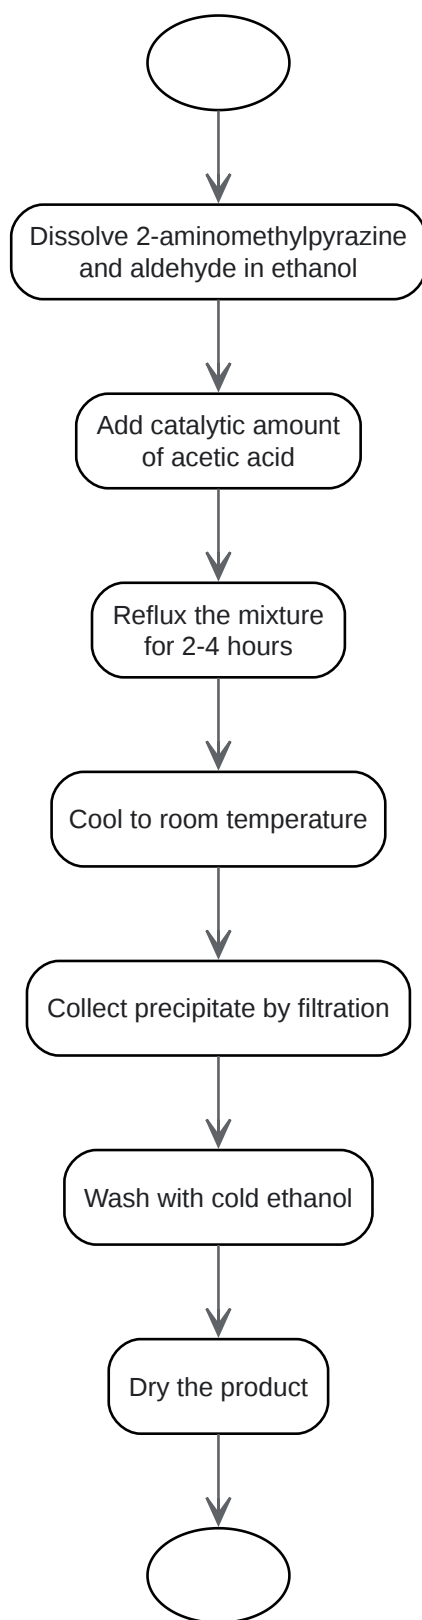 Dissolve 2-aminomethylpyrazine
and aldehyde in ethanol
Add catalytic amount
of acetic acid
Reflux the mixture
for 2-4 hours
Cool to room temperature
Collect precipitate by filtration
Wash with cold ethanol
Dry the product